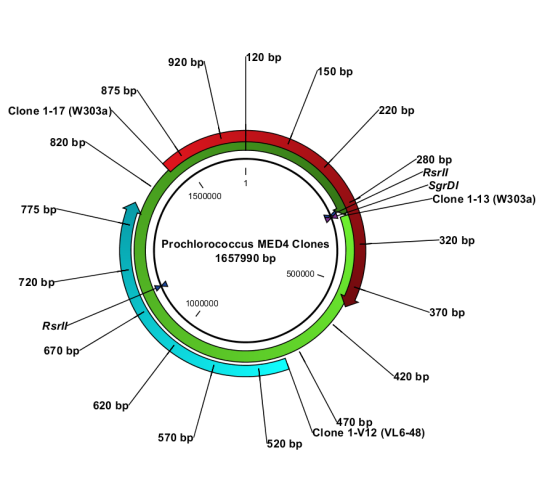 120 bp
920 bp
150 bp
875 bp
Clone 1-17 (W303a)
220 bp
820 bp
280 bp
RsrII
SgrDI
Clone 1-13 (W303a)
1
1500000
775 bp
Prochlorococcus MED4 Clones
1657990 bp
320 bp
500000
720 bp
1000000
370 bp
RsrII
670 bp
420 bp
620 bp
470 bp
Clone 1-V12 (VL6-48)
570 bp
520 bp